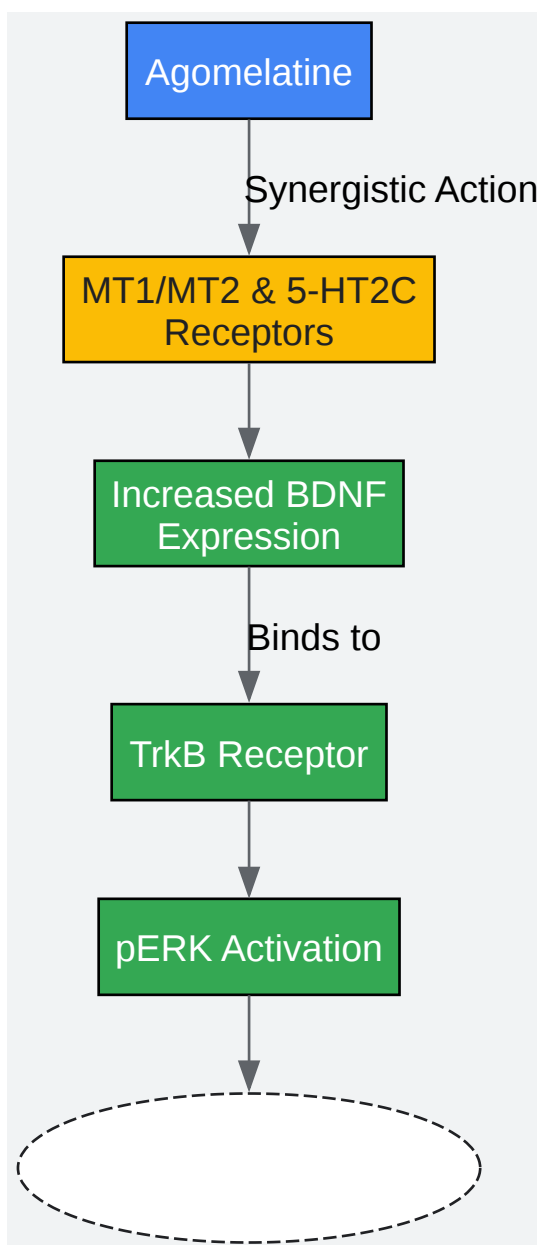 Agomelatine
Synergistic Action
MT1/MT2 & 5-HT2C
Receptors
Increased BDNF
Expression
Binds to
TrkB Receptor
pERK Activation